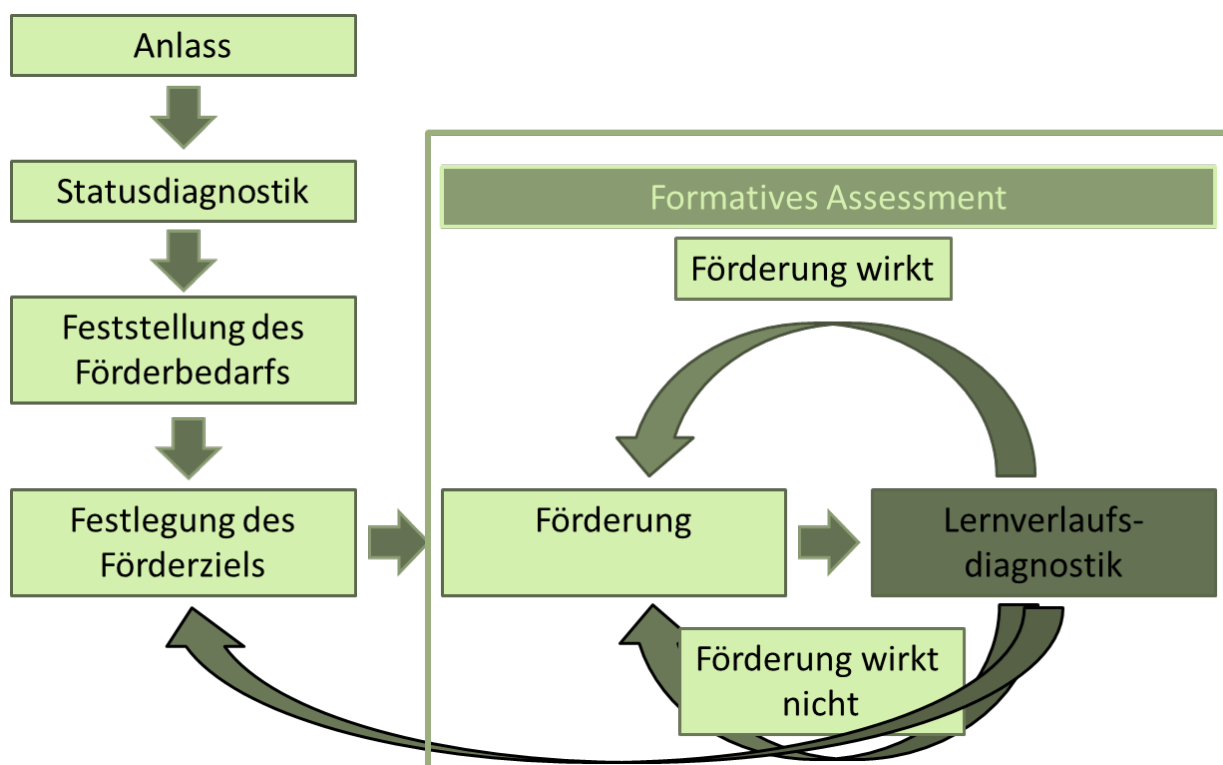 Anlass
Statusdiagnostik
Feststellung des
Förderbedarfs
Festlegung des
Förderziels
Formatives Assessment
Förderung wirkt
Förderung
Lernverlaufs-
diagnostik
Förderung wirkt
nicht